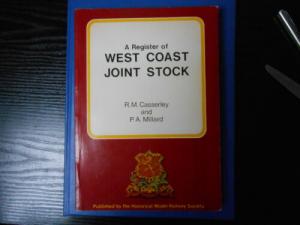 A Register of
WEST COAST
JOINT STOCK
R.M. Casserley
and
P.A. Millard
Published by the Historical Model Railway Society